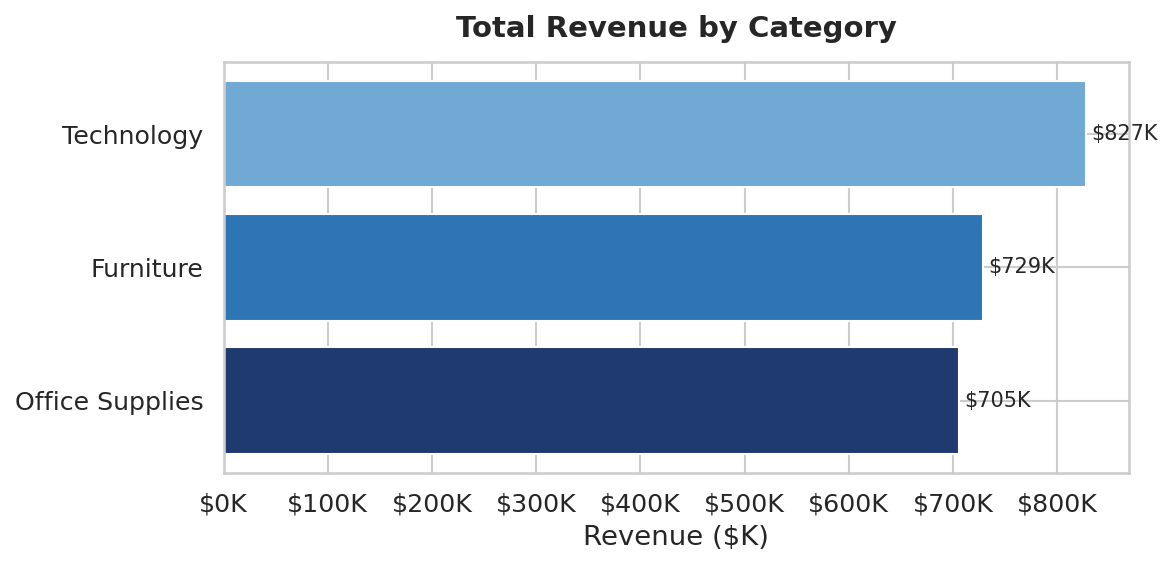 Total Revenue by Category
Technology
$827K
Furniture
$729K
Office Supplies
$705K
$0K $100K $200K $300K $400K $500K $600K $700K $800K
Revenue ($K)